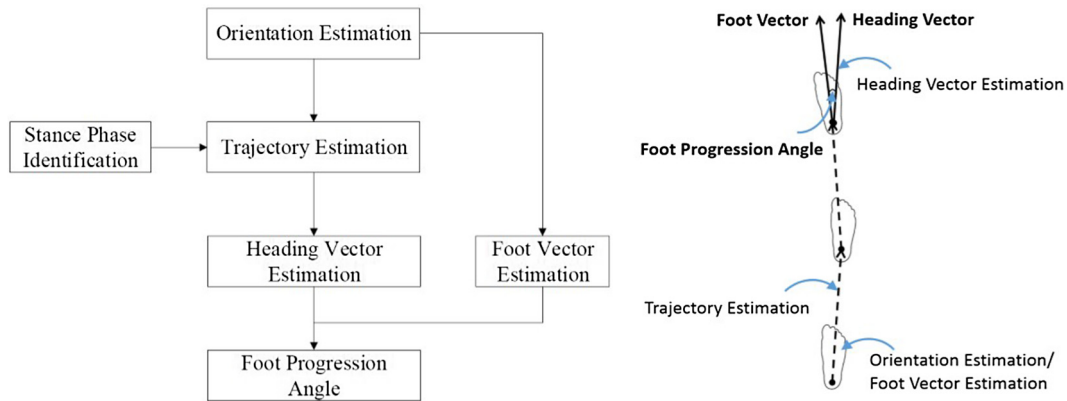 Orientation Estimation
Stance Phase
Identification
Trajectory Estimation
Heading Vector
Estimation
Foot Vector
Estimation
Foot Progression
Angle
Foot Vector
Heading Vector
Heading Vector Estimation
Foot Progression Angle
Trajectory Estimation
Orientation Estimation/
Foot Vector Estimation